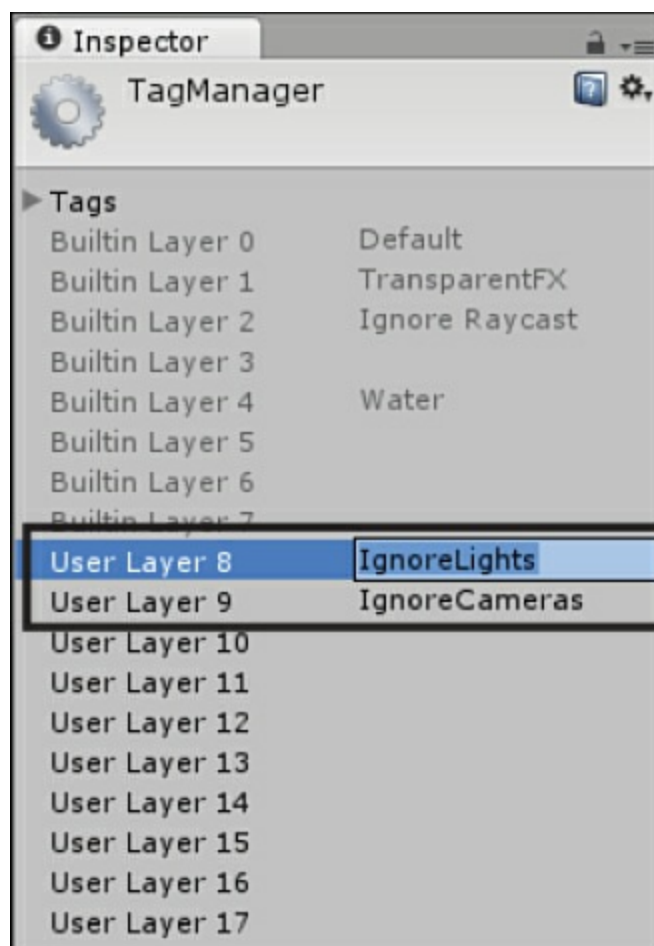 Inspector
TagManager
Tags
Builtin Layer 0 Default
Builtin Layer 1 TransparentFX
Builtin Layer 2 Ignore Raycast
Builtin Layer 3
Builtin Layer 4 Water
Builtin Layer 5
Builtin Layer 6
Builtin Layer 7
User Layer 8 IgnoreLights
User Layer 9 IgnoreCameras
User Layer 10
User Layer 11
User Layer 12
User Layer 13
User Layer 14
User Layer 15
User Layer 16
User Layer 17